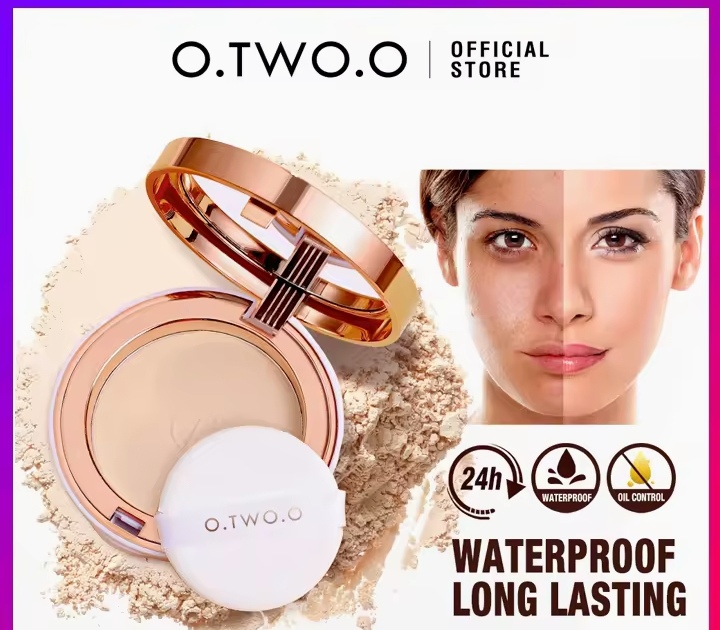 O.TWO.O
OFFICIAL
STORE
24h
WATERPROOF
OIL CONTROL
O.TWO.O
WATERPROOF
LONG LASTING